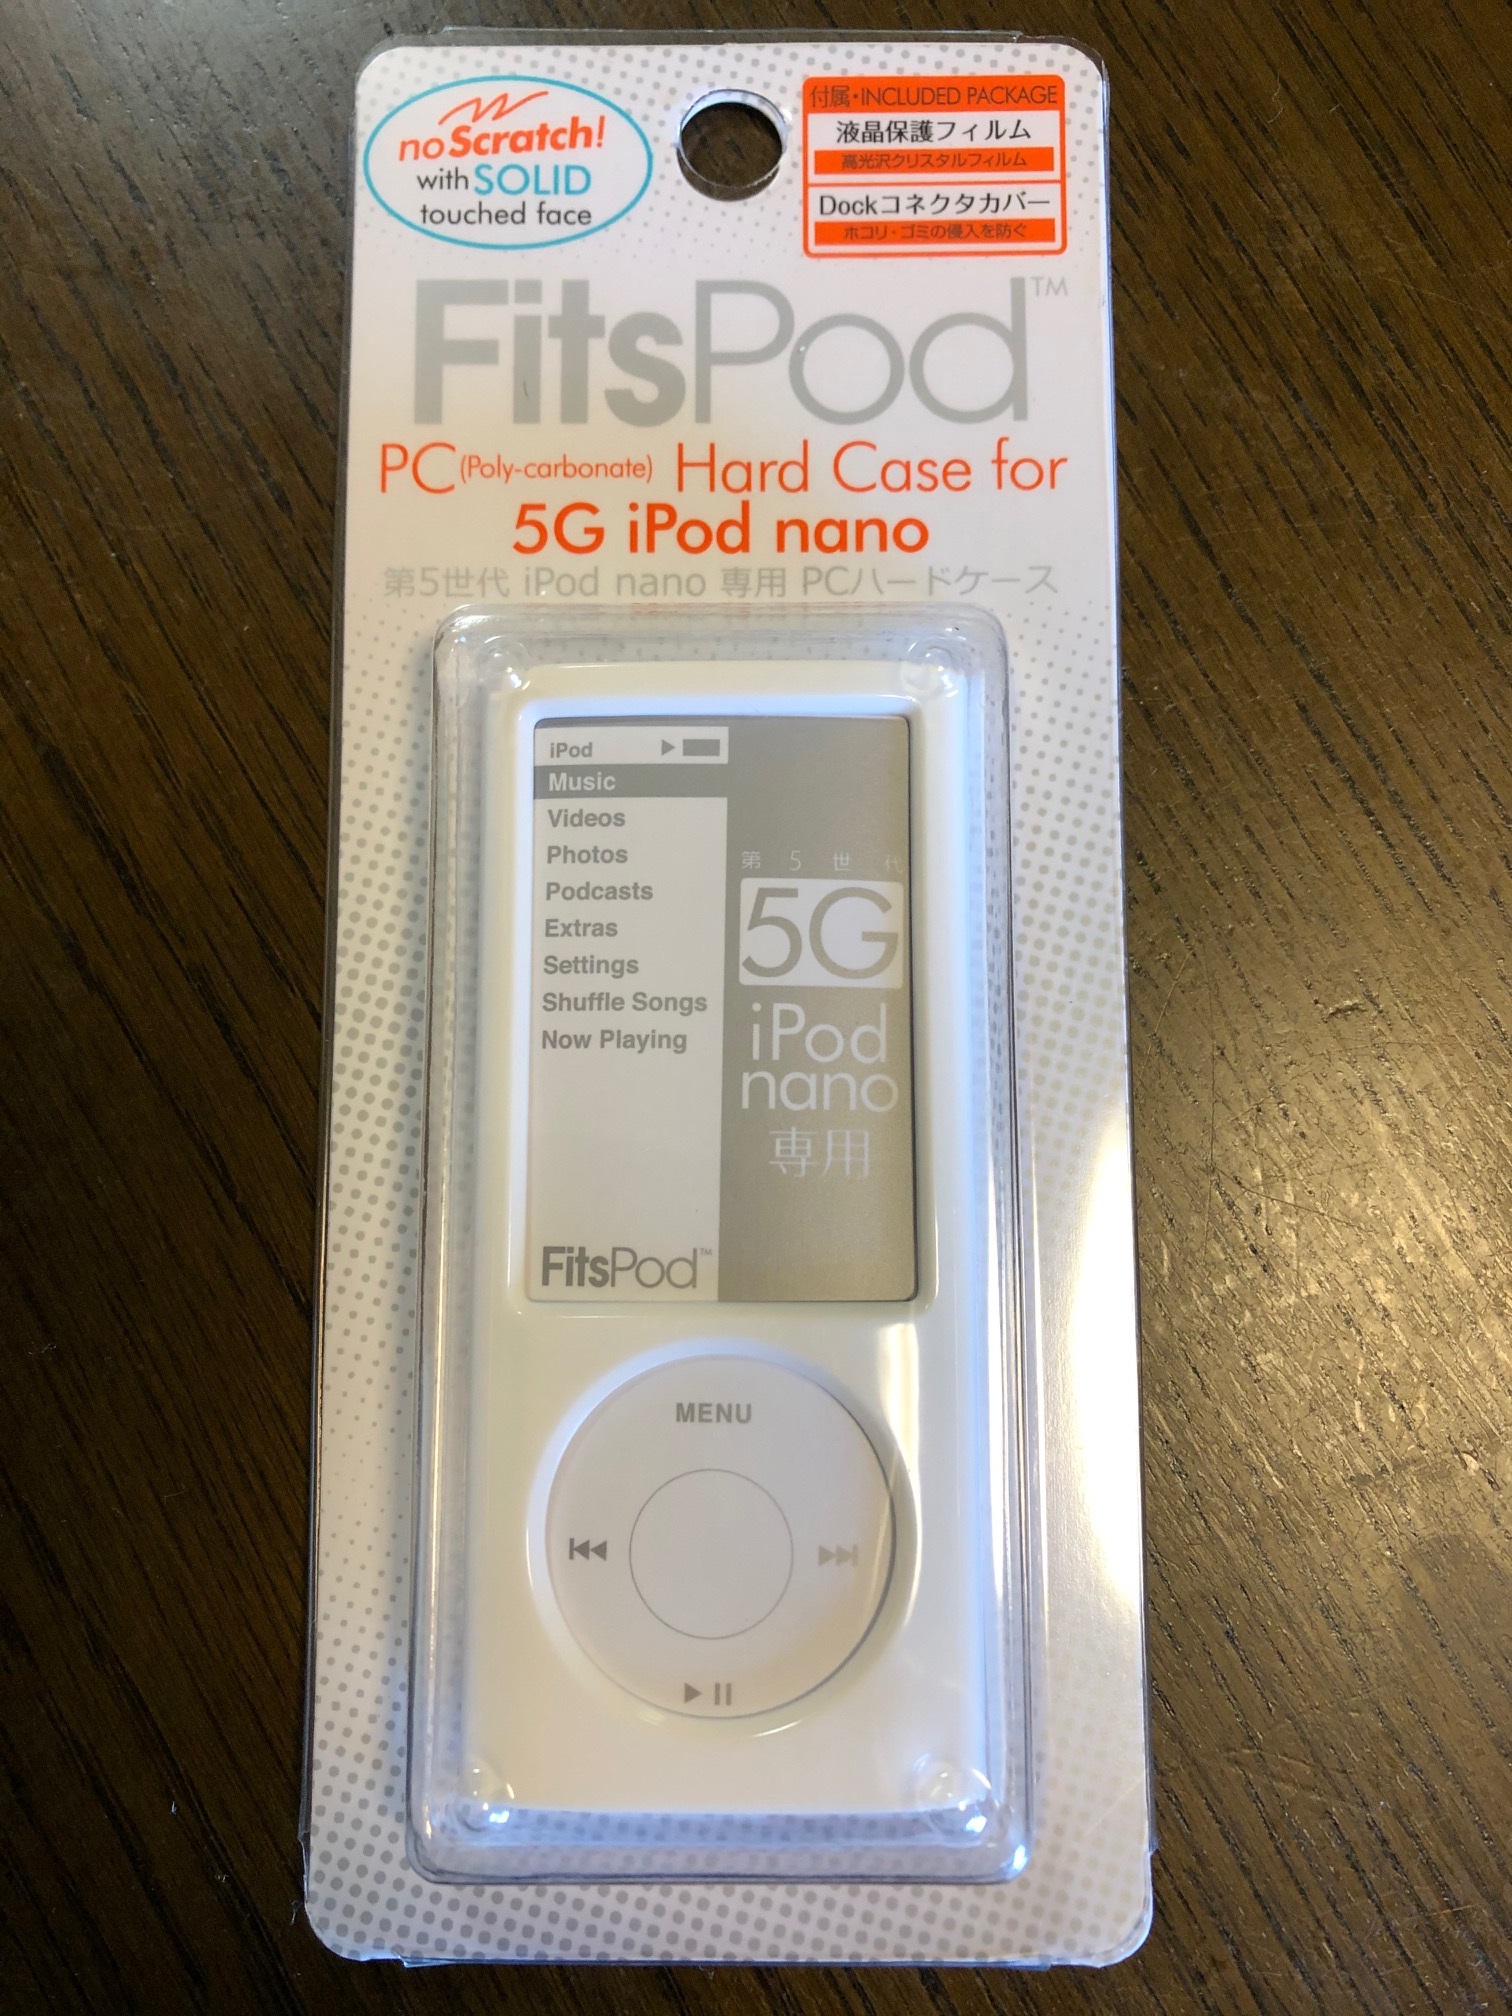 noScratch!
with SOLID
touched face
付属・INCLUDED PACKAGE
液晶保護フィルム
高光沢クリスタルフィルム
Dockコネクタカバー
ホコリ・ゴミの侵入を防ぐ
FitsPod™
PC (Poly-carbonate) Hard Case for
5G iPod nano
第5世代 iPod nano 専用 PCハードケース
iPod
Music
Videos
Photos
Podcasts
Extras
Settings
Shuffle Songs
Now Playing
FitsPod™
第5世代
5G
iPod
nano
専用
MENU